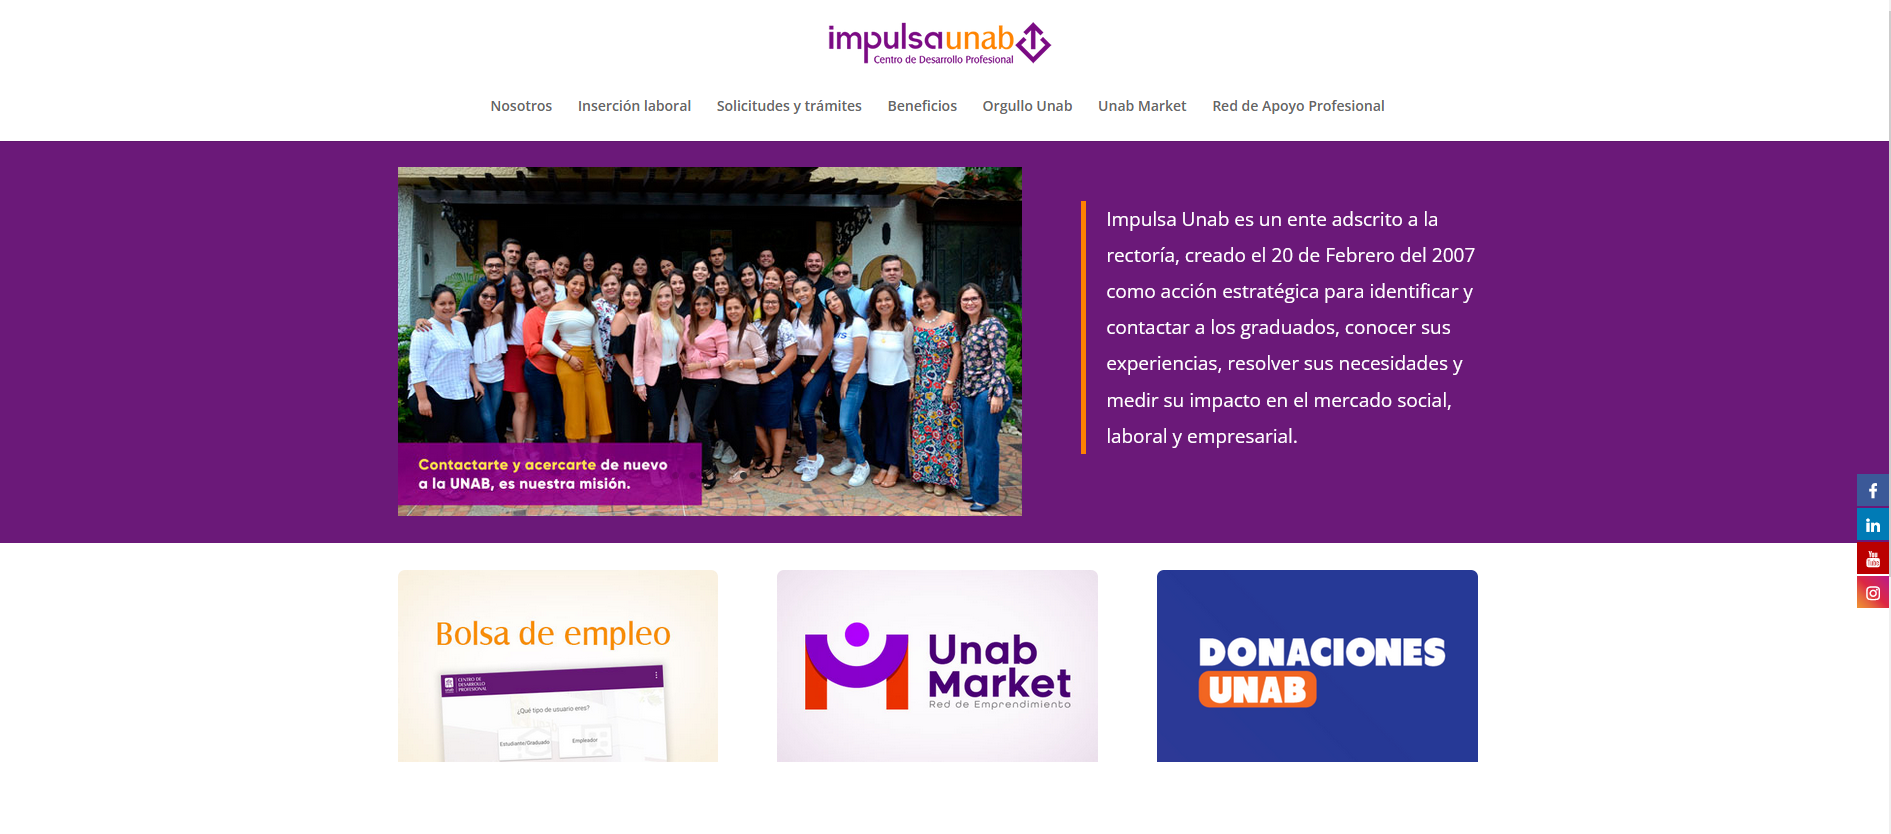 impulsaunab
Centro de Desarrollo Profesional
Nosotros Inserción laboral Solicitudes y trámites Beneficios Orgullo Unab Unab Market Red de Apoyo Profesional
Contactarte y acercarte de nuevo
a la UNAB, es nuestra misión.
Impulsa Unab es un ente adscrito a la
rectoría, creado el 20 de Febrero del 2007
como acción estratégica para identificar y
contactar a los graduados, conocer sus
experiencias, resolver sus necesidades y
medir su impacto en el mercado social,
laboral y empresarial.
f
in
You
Tube
Bolsa de empleo
unab
CENTRO DE
DESARROLLO
PROFESIONAL
¿Qué tipo de usuario eres?
Estudiante/Graduado
Empleador
Unab
Market
Red de Emprendimiento
DONACIONES
UNAB